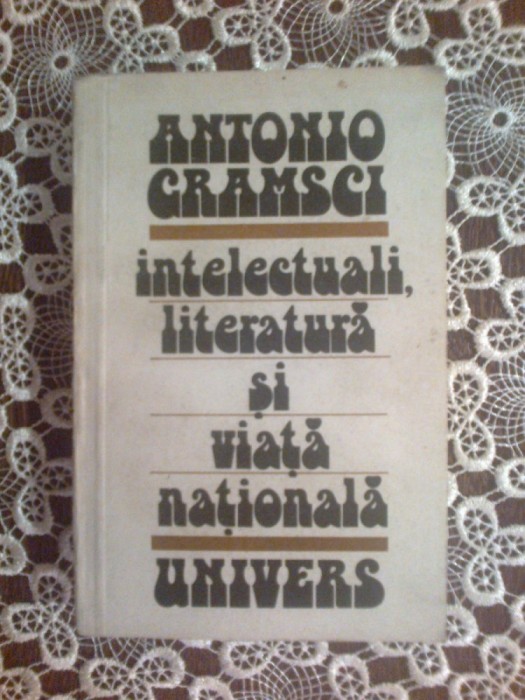 ANTONIO
GRAMSCI
intelectuali,
literatură
și
viață
națională
UNIVERS